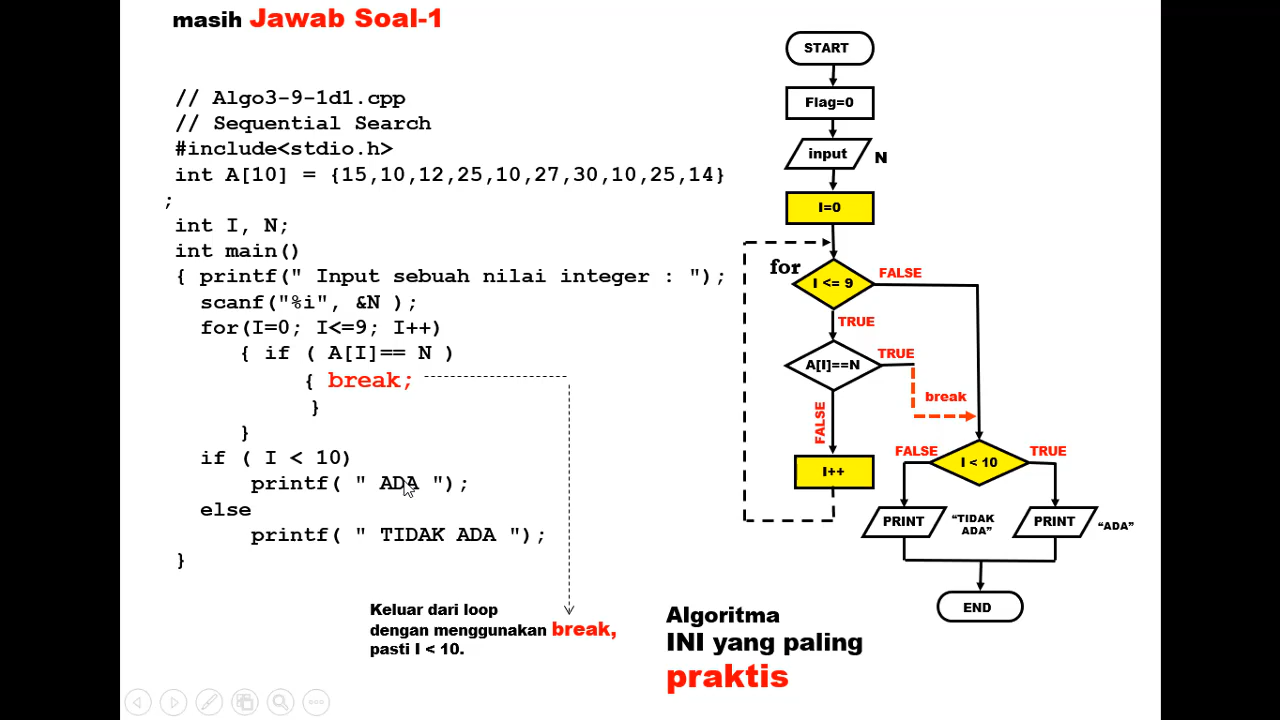 masih Jawab Soal-1
// Algo3-9-1d1.cpp
// Sequential Search
#include<stdio.h>
int A[10] = {15,10,12,25,10,27,30,10,25,14}
;
int I, N;
int main()
{ printf(" Input sebuah nilai integer : ");
scanf("%i", &N );
for(I=0; I<=9; I++)
{ if ( A[I]== N )
{ break;
}
}
if ( I < 10)
printf( " ADA ");
else
printf( " TIDAK ADA ");
}
Keluar dari loop
dengan menggunakan break,
pasti I < 10.
START
Flag=0
input N
I=0
for
I <= 9
FALSE
TRUE
A[I]==N
TRUE
break
FALSE
I++
FALSE
I < 10
TRUE
PRINT
"TIDAK
ADA"
PRINT
"ADA"
END
Algoritma
INI yang paling
praktis